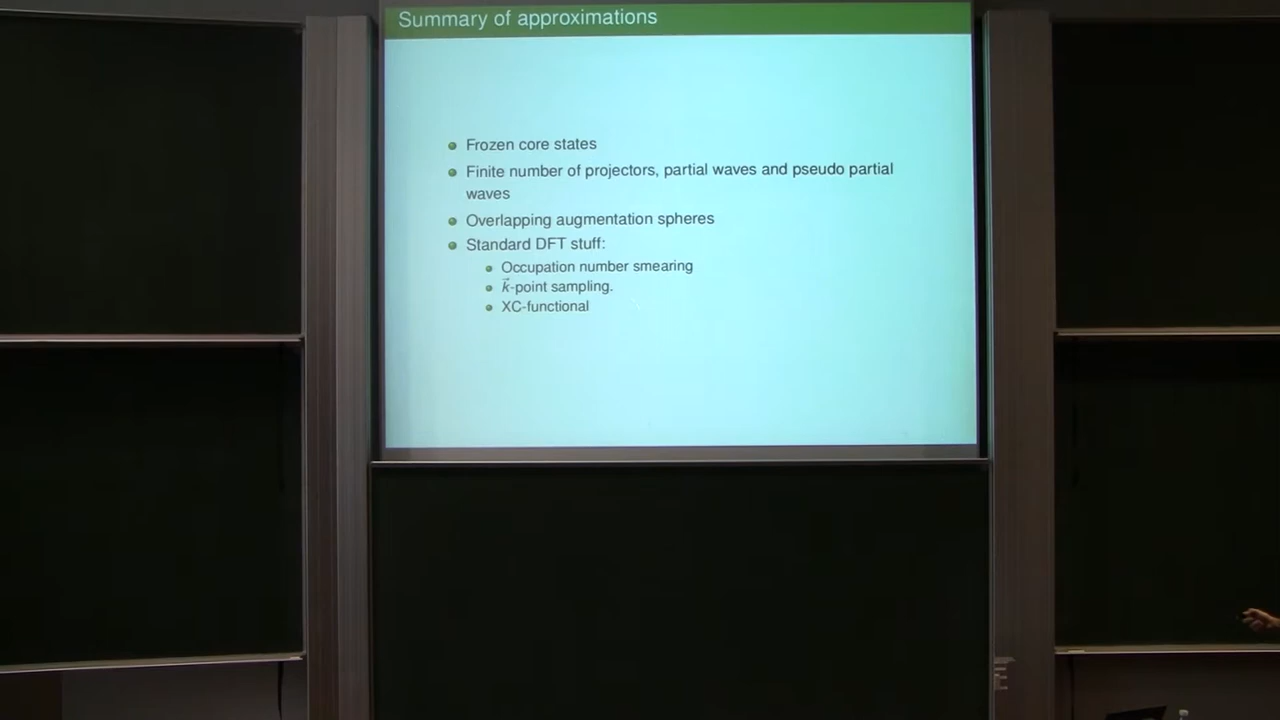 Summary of approximations
Frozen core states
Finite number of projectors, partial waves and pseudo partial
waves
Overlapping augmentation spheres
Standard DFT stuff:
Occupation number smearing
k⃗-point sampling.
XC-functional